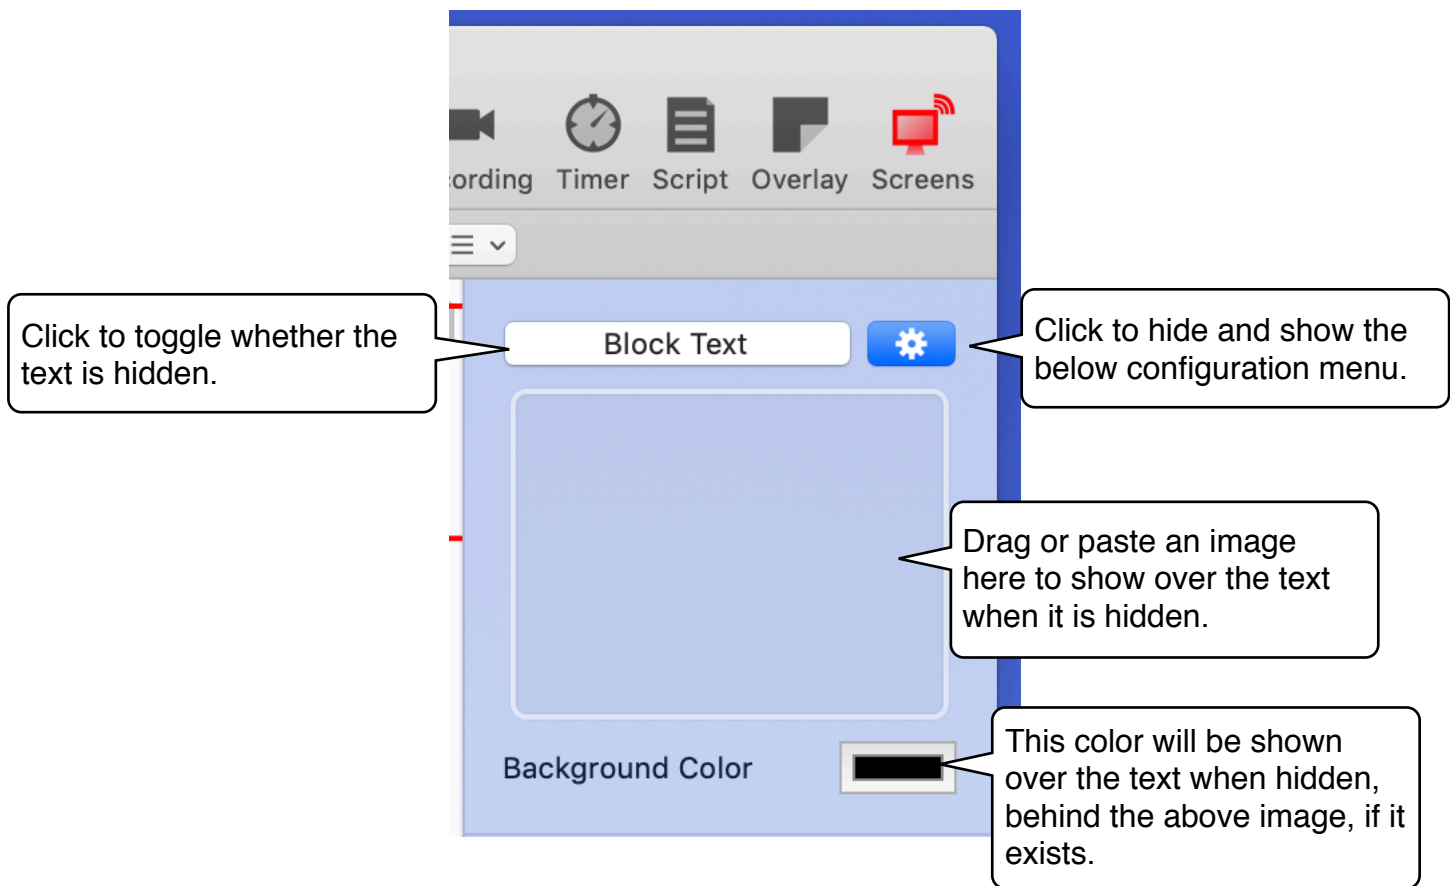 cording Timer Script Overlay Screens
Click to toggle whether the
text is hidden.
Block Text
Click to hide and show the
below configuration menu.
Drag or paste an image
here to show over the text
when it is hidden.
Background Color
This color will be shown
over the text when hidden,
behind the above image, if it
exists.